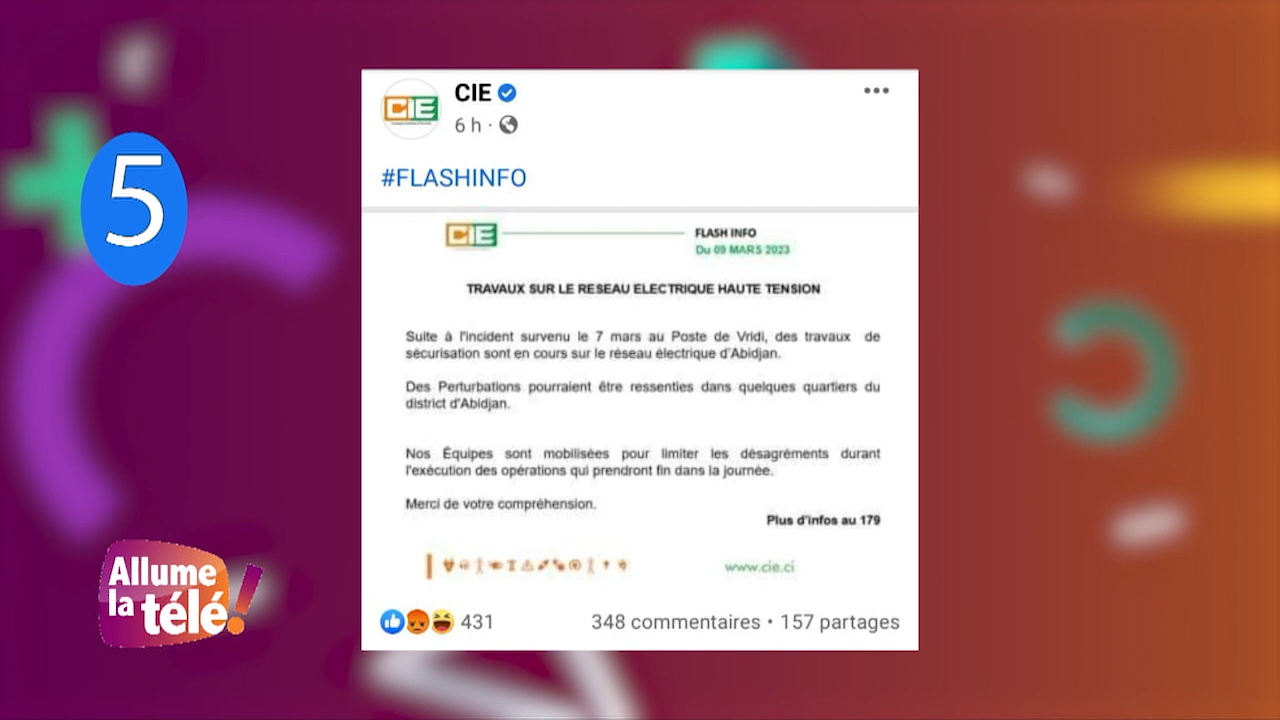 5
CIE
CIE
6 h ·
#FLASHINFO
CIE
FLASH INFO
Du 09 MARS 2023
TRAVAUX SUR LE RESEAU ELECTRIQUE HAUTE TENSION
Suite à l'incident survenu le 7 mars au Poste de Vridi, des travaux de
sécurisation sont en cours sur le réseau électrique d'Abidjan.
Des Perturbations pourraient être ressenties dans quelques quartiers du
district d'Abidjan.
Nos Équipes sont mobilisées pour limiter les désagréments durant
l'exécution des opérations qui prendront fin dans la journée.
Merci de votre compréhension.
Plus d'infos au 179
www.cie.ci
431
348 commentaires • 157 partages
Allume
la télé!